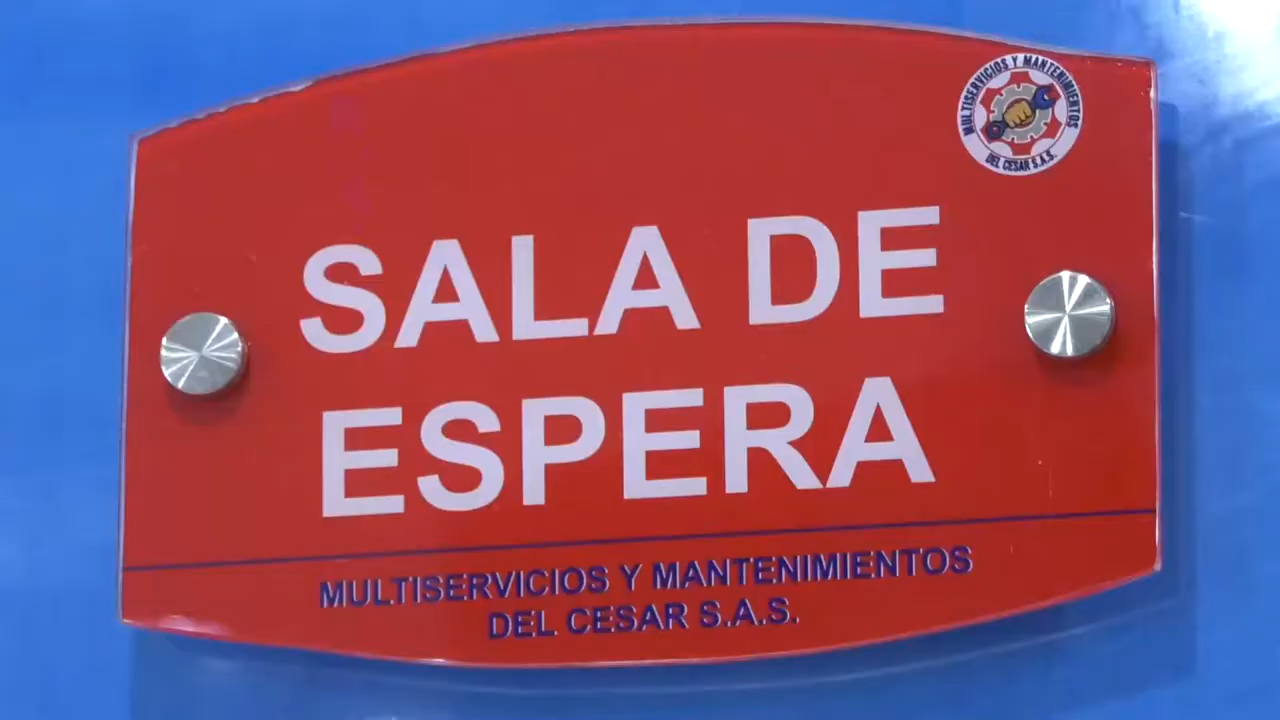 MULTISERVICIOS Y MANTENIMIENTOS
DEL CESAR S.A.S.
SALA DE
ESPERA
MULTISERVICIOS Y MANTENIMIENTOS
DEL CESAR S.A.S.